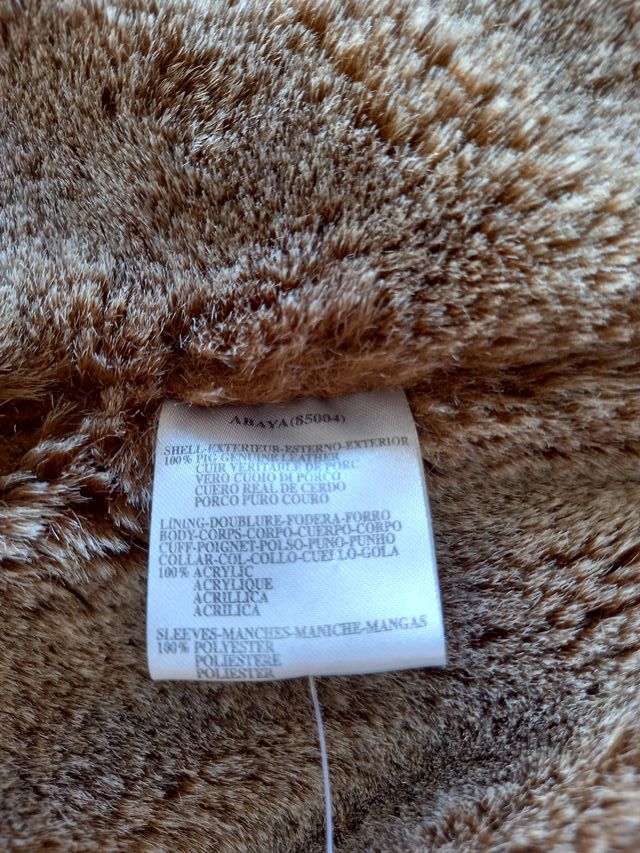 ABAYA(85004)
SHELL-EXTERIEUR-ESTERNO-EXTERIOR
100% PIG GENUINE LEATHER
CUIR VERITABLE DE PORC
VERO CUOIO DI PORCO
CUERO REAL DE CERDO
PORCO PURO COURO
LINING-DOUBLURE-FODERA-FORRO
BODY-CORPS-CORPO-CUERPO-CORPO
CUFF-POIGNET-POLSO-PUNO-PUNHO
COLLAR-COL-COLLO-CUELLO-GOLA
100% ACRYLIC
ACRYLIQUE
ACRILLICA
ACRILICA
SLEEVES-MANCHES-MANICHE-MANGAS
100% POLYESTER
POLIESTERE
POLIESTER